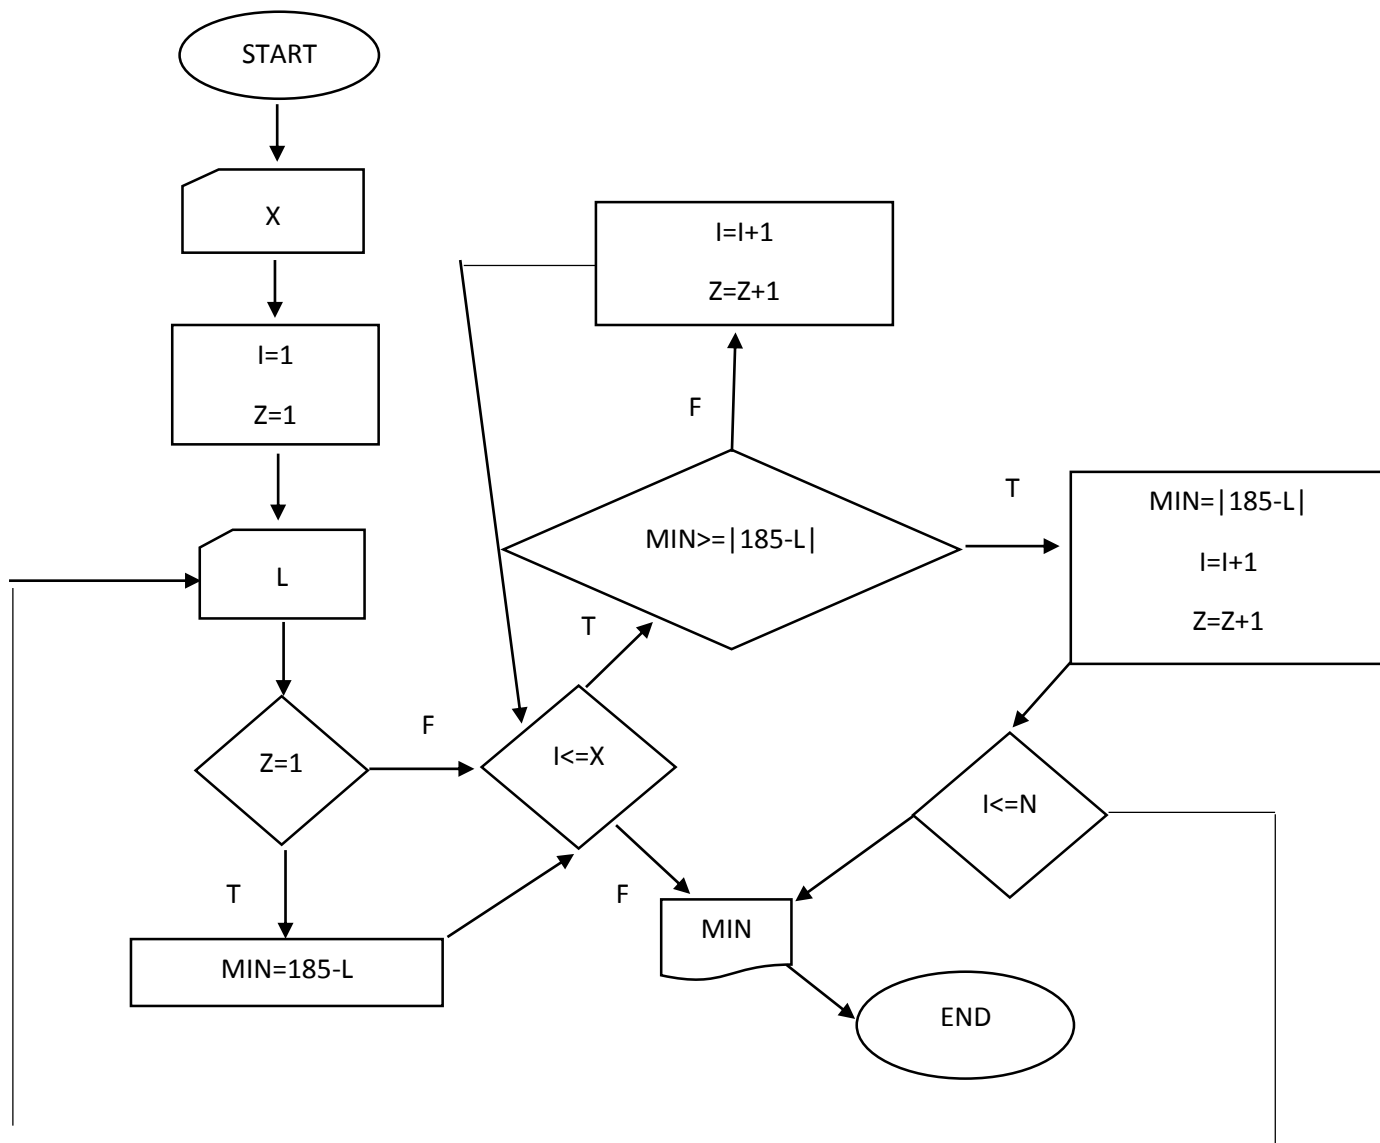 START
X
I=1
Z=1
L
Z=1
F
T
MIN=185-L
I<=X
T
F
I=I+1
Z=Z+1
F
MIN>=|185-L|
T
MIN=|185-L|
I=I+1
Z=Z+1
I<=N
MIN
END